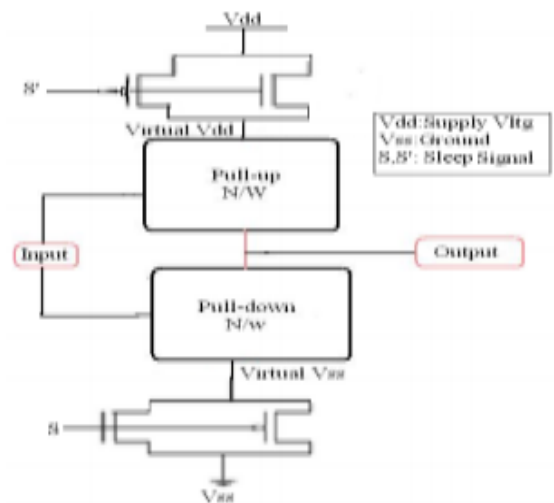 Vdd
S'
Virtual Vdd
Vdd:Supply Vltg
Vss:Ground
S,S': Sleep Signal
Pull-up
N/W
Input
Output
Pull-down
N/w
Virtual Vss
S
Vss